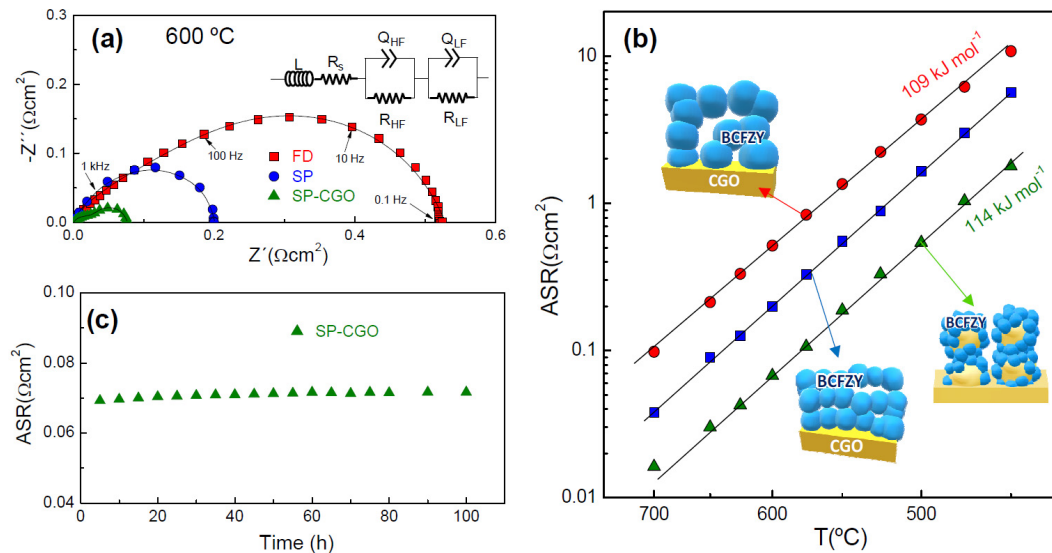 (a)
600 ºC
-Z´´(Ωcm²)
-0.3
-0.2
-0.1
0.0
0.0
0.2
0.4
0.6
Z´(Ωcm²)
L
Rₛ
Q_HF
R_HF
Q_LF
R_LF
1 kHz
100 Hz
10 Hz
0.1 Hz
FD
SP
SP-CGO
(c)
SP-CGO
ASR(Ωcm²)
0.10
0.08
0.06
0.04
0
20
40
60
80
100
Time (h)
(b)
ASR(Ωcm²)
10
1
0.1
0.01
109 kJ mol⁻¹
114 kJ mol⁻¹
BCFZY
CGO
BCFZY
CGO
BCFZY
700
600
500
T(ºC)